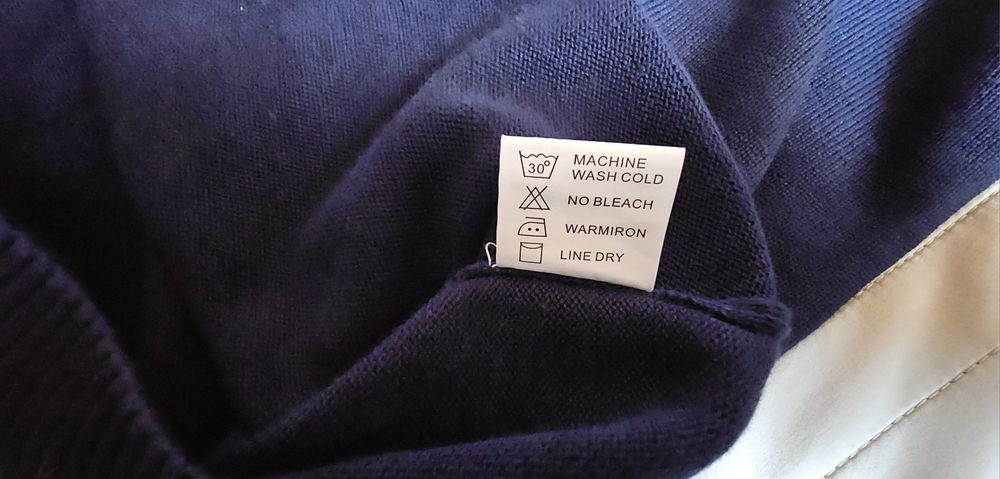 30° MACHINE
WASH COLD
NO BLEACH
WARMIRON
LINE DRY